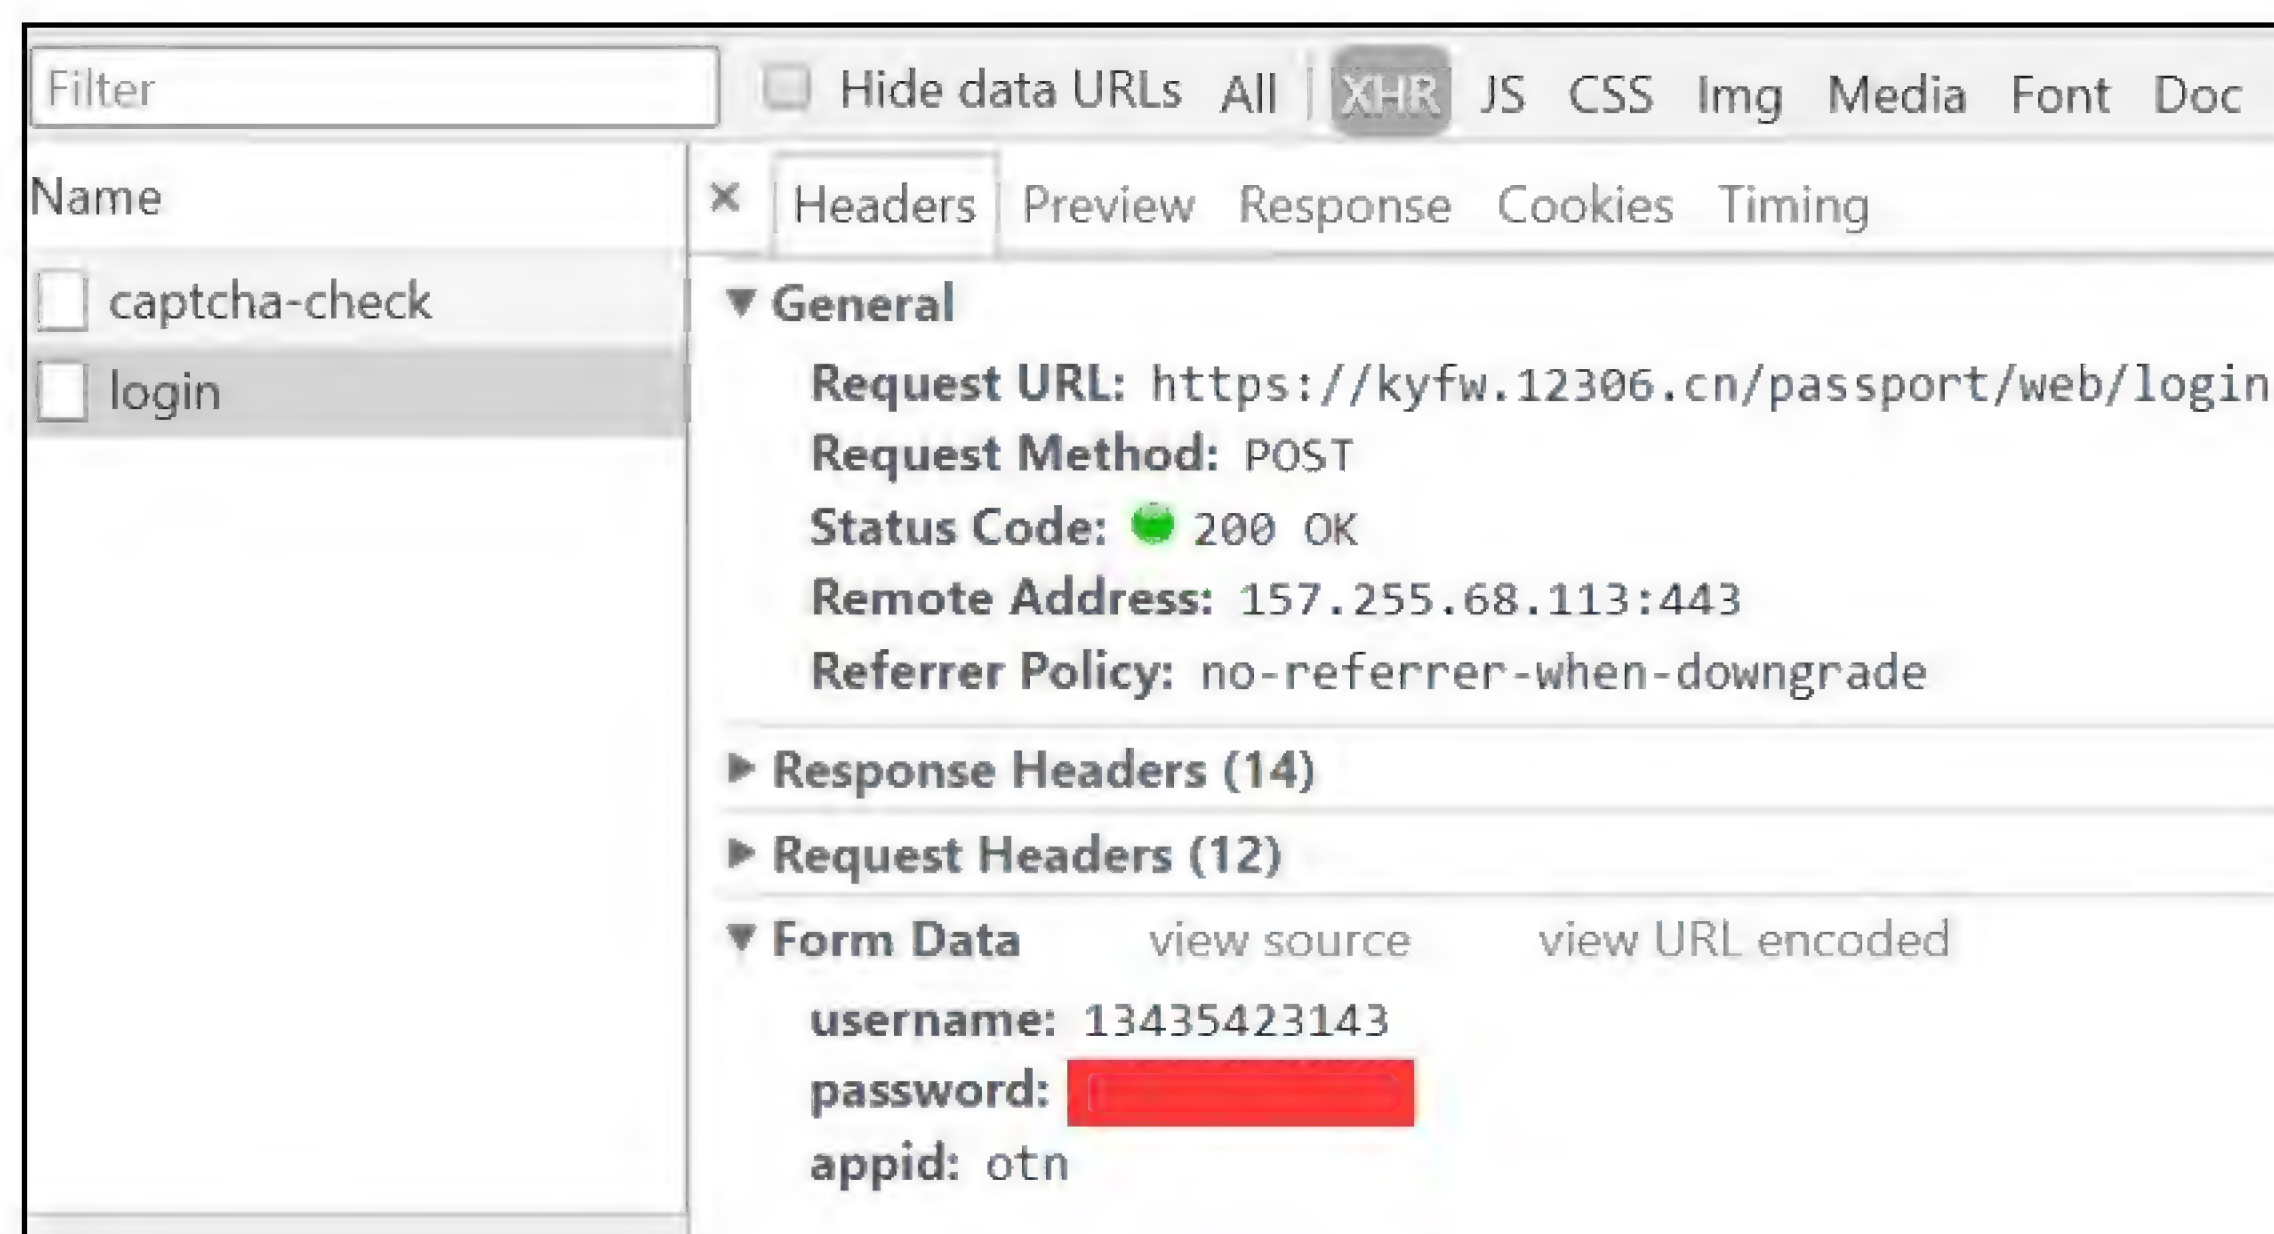 Filter Hide data URLs All XHR JS CSS Img Media Font Doc
Name
captcha-check
login
× Headers Preview Response Cookies Timing
▼ General
Request URL: https://kyfw.12306.cn/passport/web/login
Request Method: POST
Status Code: 200 OK
Remote Address: 157.255.68.113:443
Referrer Policy: no-referrer-when-downgrade
▶ Response Headers (14)
▶ Request Headers (12)
▼ Form Data view source view URL encoded
username: 13435423143
password:
appid: otn